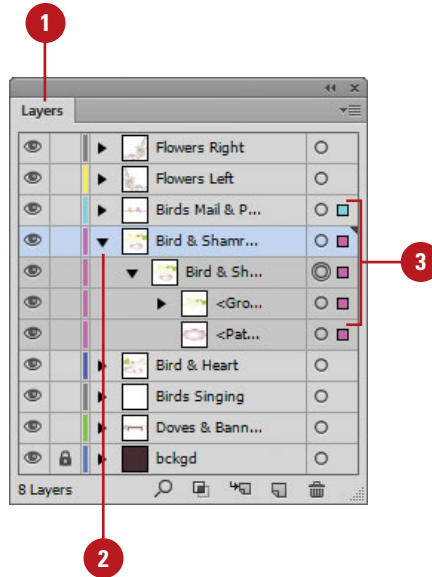 1
Layers
Flowers Right
Flowers Left
Birds Mail & P...
Bird & Shamr...
3
Bird & Sh...
<Gro...
<Pat...
Bird & Heart
Birds Singing
Doves & Bann...
bckgd
8 Layers
2